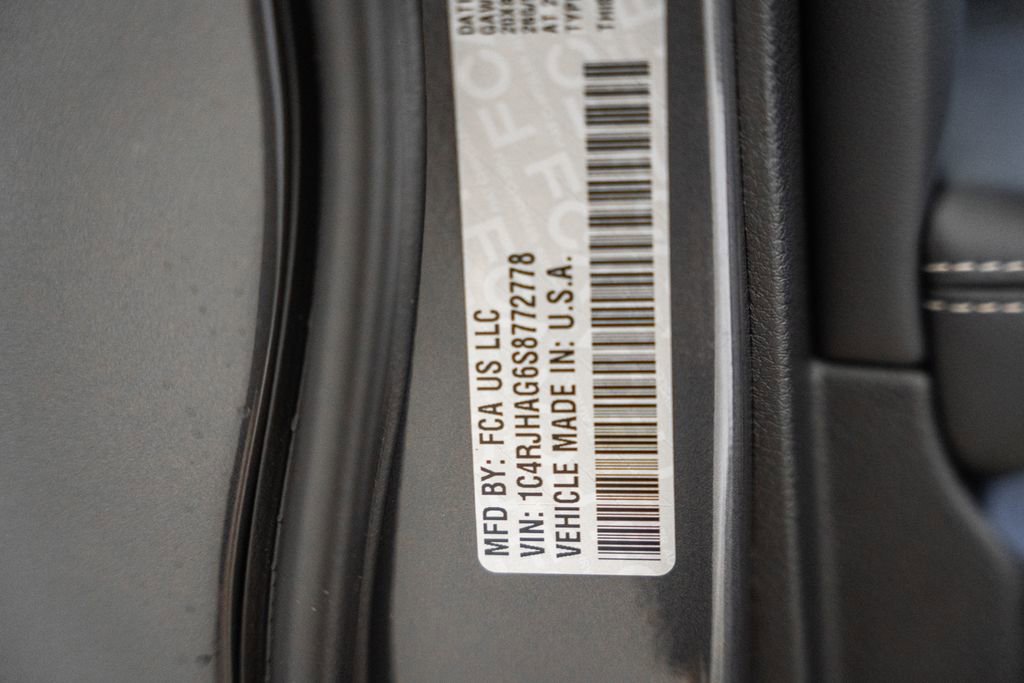 MFD BY: FCA US LLC
VIN: 1C4RJHAG6S8772778
VEHICLE MADE IN: U.S.A.